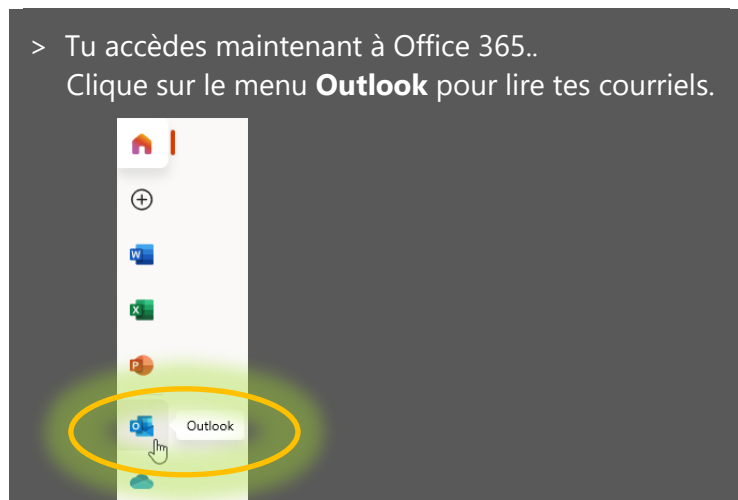 > Tu accèdes maintenant à Office 365..
Clique sur le menu Outlook pour lire tes courriels.
W
X
P
O
Outlook